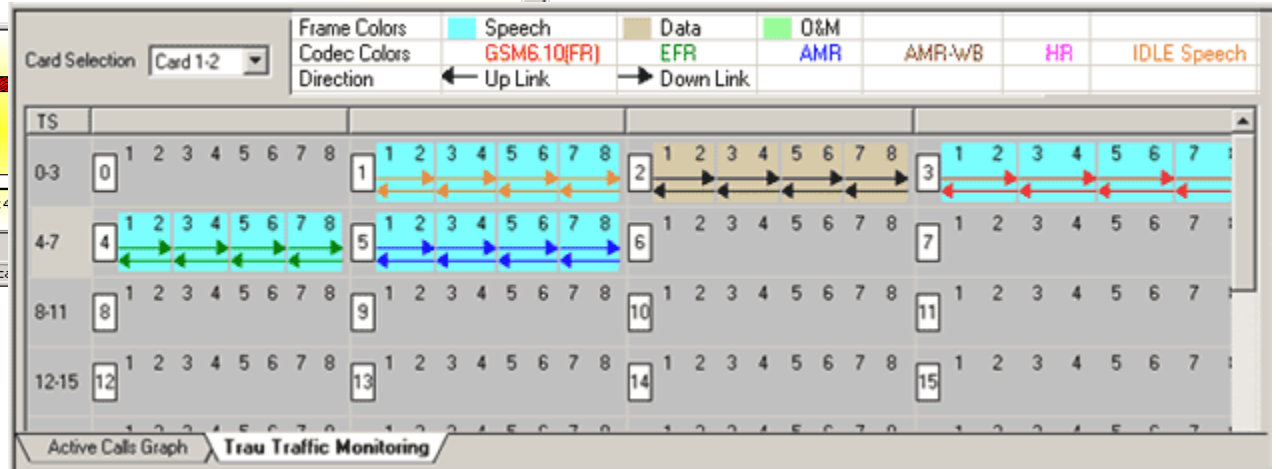 Frame Colors Speech Data O&M
Card Selection Card 1-2 Codec Colors GSM6.10(FR) EFR AMR AMR-WB HR IDLE Speech
Direction Up Link Down Link
TS
0-3 0 1 2 3 4 5 6 7 8 1 1 2 3 4 5 6 7 8 2 1 2 3 4 5 6 7 8 3 1 2 3 4 5 6 7
4-7 4 1 2 3 4 5 6 7 8 5 1 2 3 4 5 6 7 8 6 1 2 3 4 5 6 7 8 7 1 2 3 4 5 6 7
8-11 8 1 2 3 4 5 6 7 8 9 1 2 3 4 5 6 7 8 10 1 2 3 4 5 6 7 8 11 1 2 3 4 5 6 7
12-15 12 1 2 3 4 5 6 7 8 13 1 2 3 4 5 6 7 8 14 1 2 3 4 5 6 7 8 15 1 2 3 4 5 6 7
Active Calls Graph Trau Traffic Monitoring